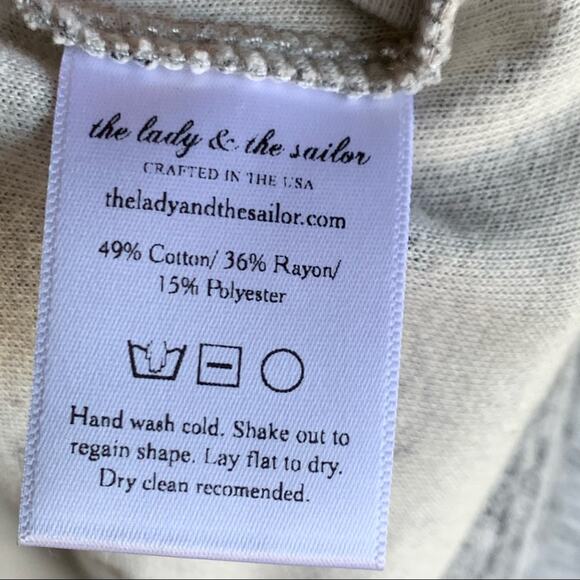 the lady & the sailor
CRAFTED IN THE USA
theladyandthesailor.com
49% Cotton/ 36% Rayon/
15% Polyester
Hand wash cold. Shake out to
regain shape. Lay flat to dry.
Dry clean recomended.